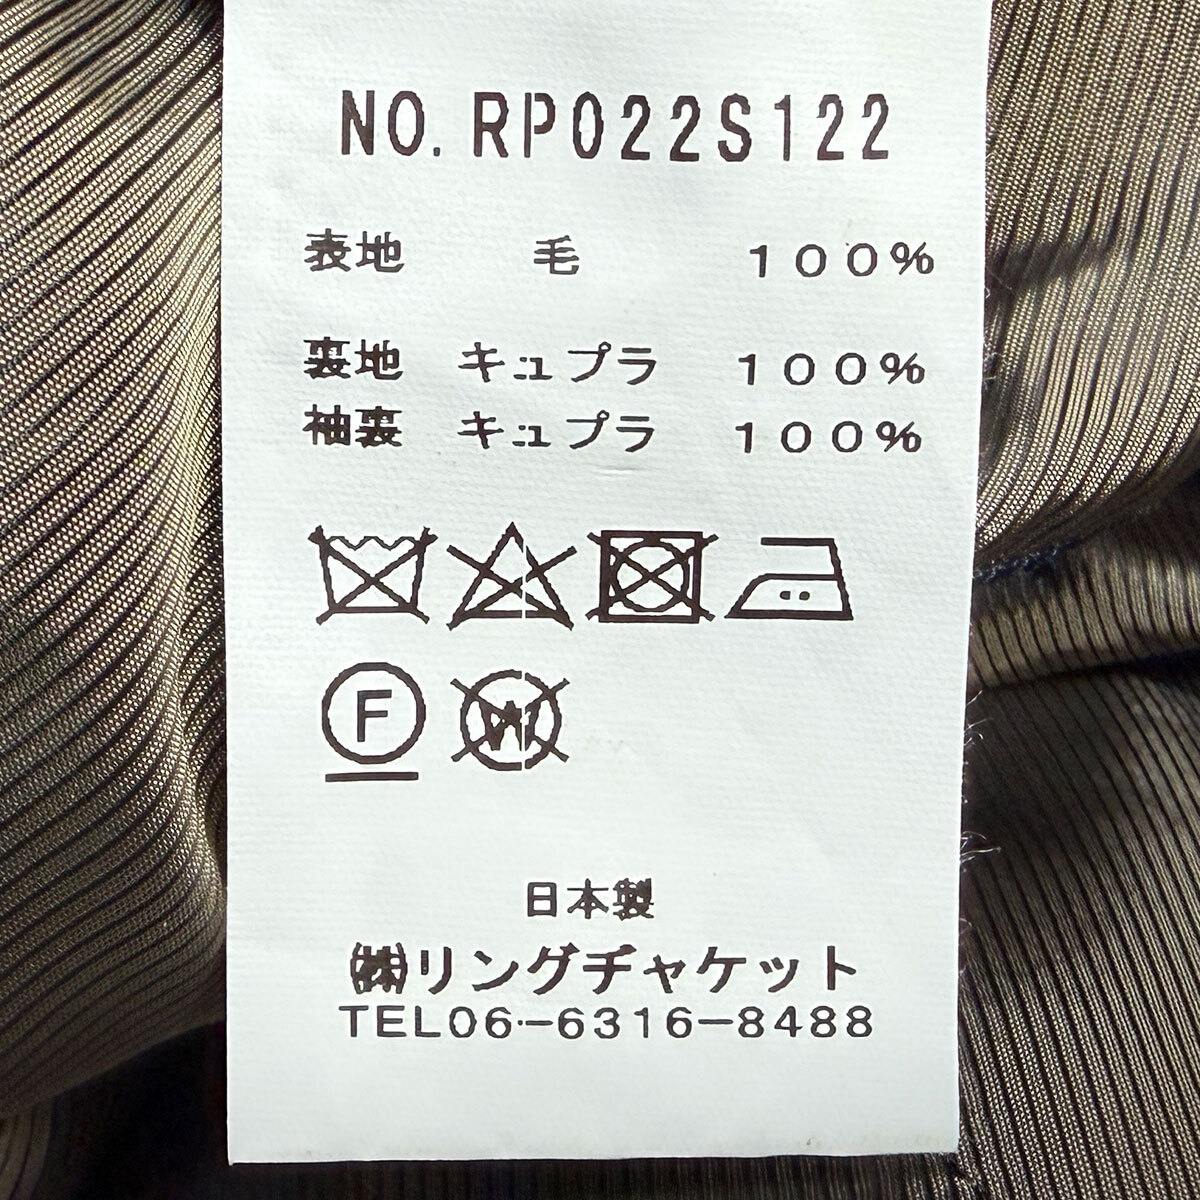 NO.RP022S122
表地 毛 100%
裏地 キュプラ 100%
袖裏 キュプラ 100%
F
W
日本製
㈱リングヂャケット
TEL06-6316-8488